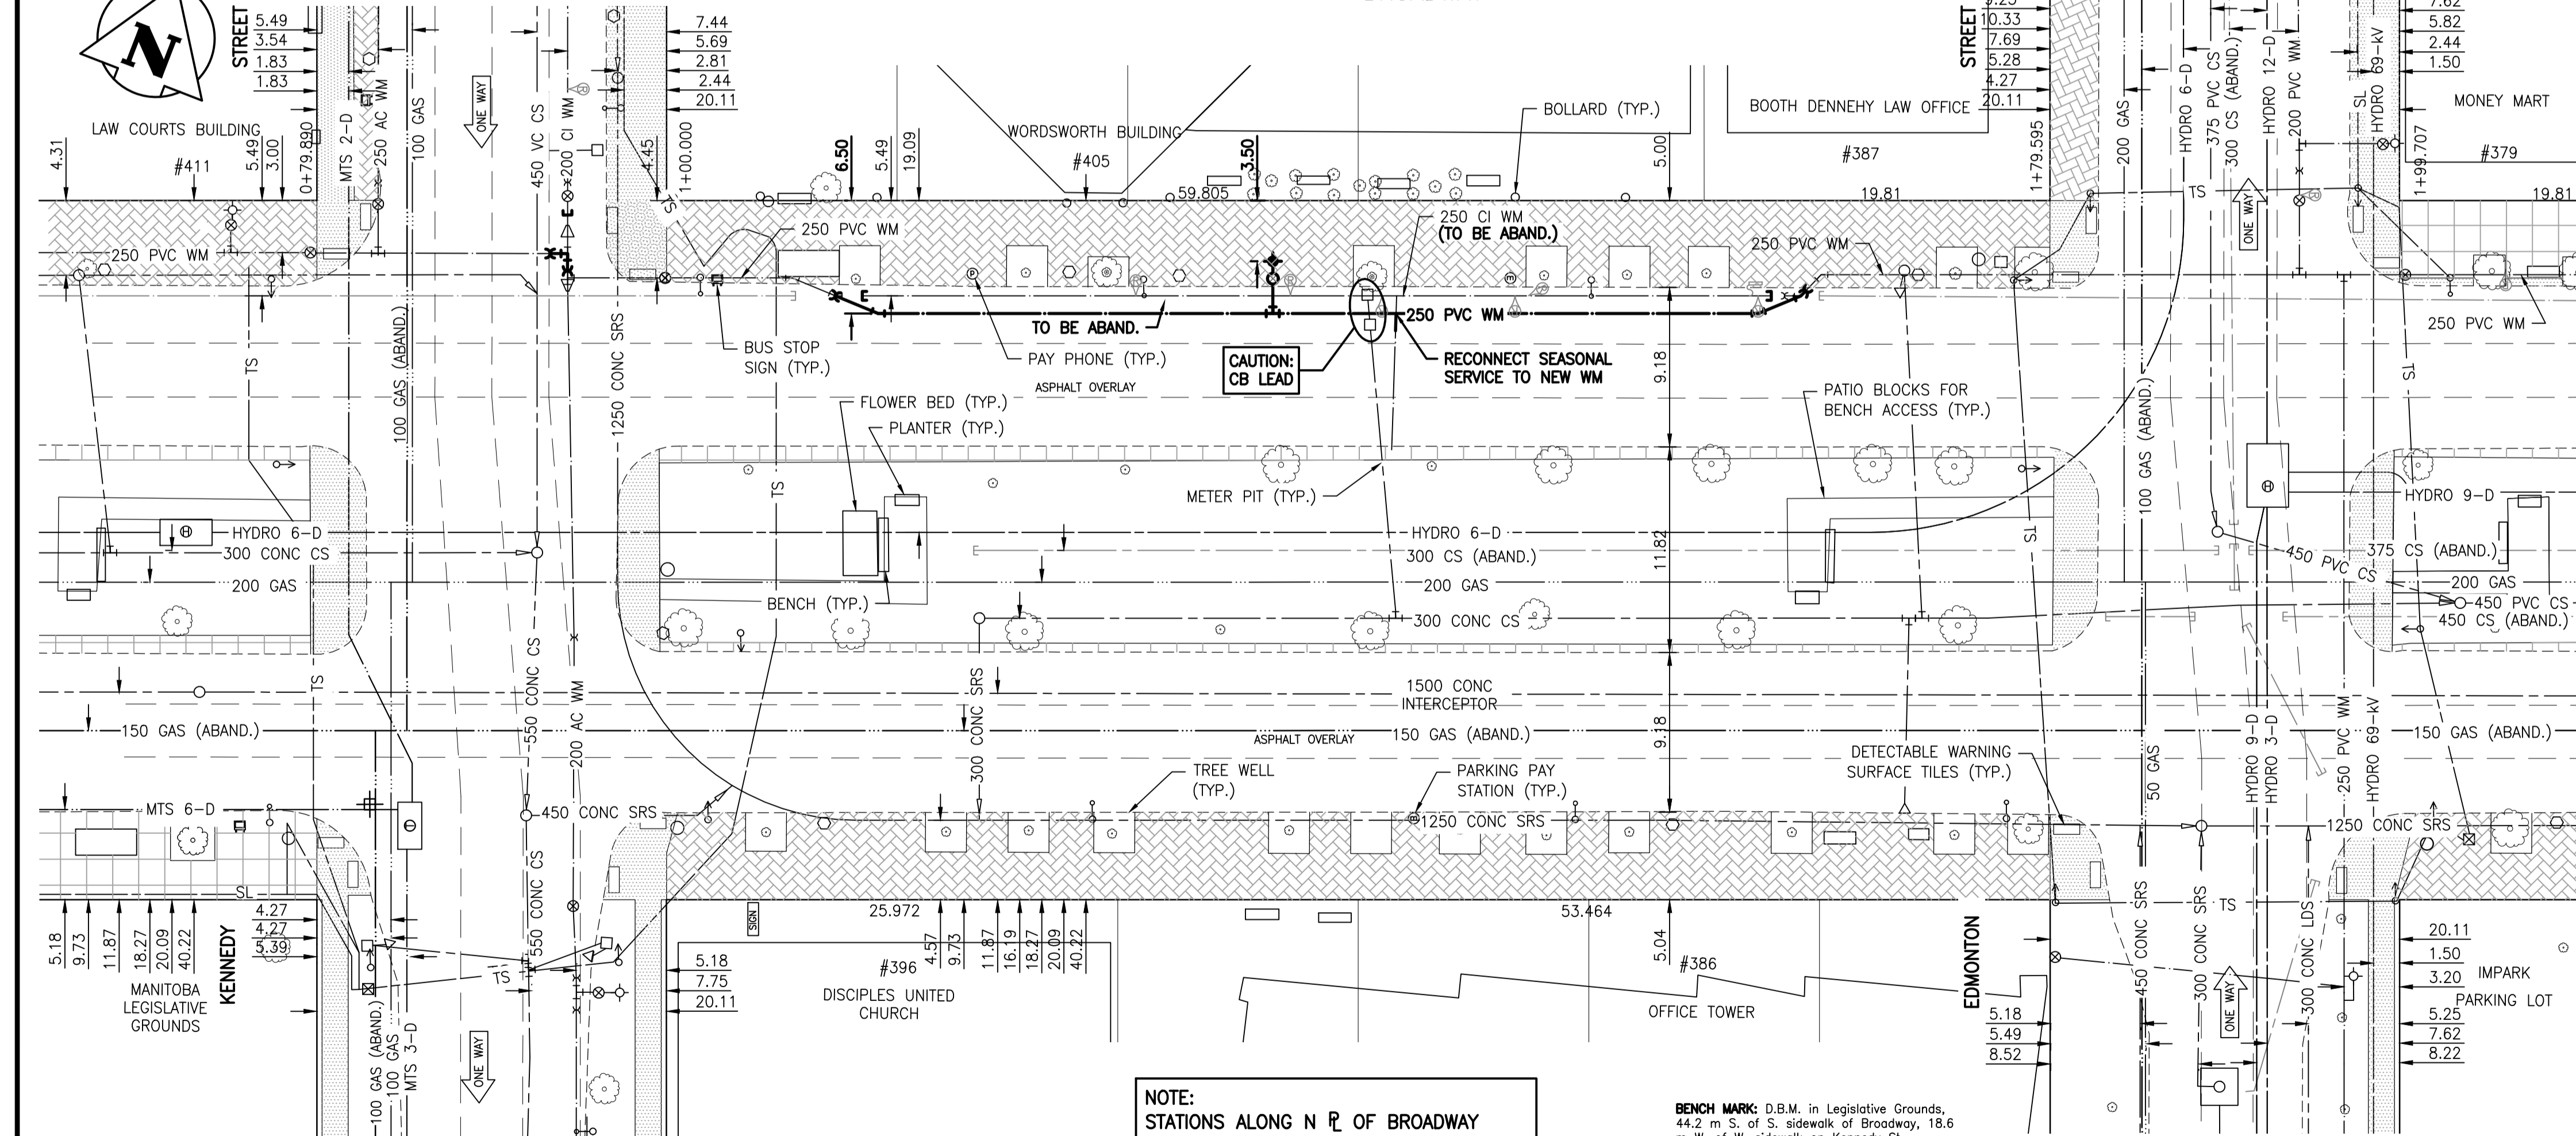 N
STREET
5.49
3.54
1.83
1.83
7.44
5.69
2.81
2.44
20.11
STREET
10.33
7.69
5.28
4.27
20.11
5.82
2.44
1.50
MTS 2-D
250 AC WM
100 GAS
ONE WAY
450 VC CS
200 CI WM
LAW COURTS BUILDING
#411
4.31
5.49
3.00
0+79.890
4.45
1+00.000
6.50
5.49
19.09
WORDSWORTH BUILDING
#405
59.805
3.50
BOLLARD (TYP.)
5.00
BOOTH DENNEHY LAW OFFICE
#387
19.81
1+79.595
200 GAS
HYDRO 6-D
375 PVC CS
300 CS (ABAND.)
HYDRO 12-D
200 PVC WM
SL
HYDRO 69-kV
MONEY MART
1+99.707
#379
19.81
TS
TS
ONE WAY
250 PVC WM
250 PVC WM
250 CI WM
(TO BE ABAND.)
250 PVC WM
250 PVC WM
TO BE ABAND.
250 PVC WM
BUS STOP
SIGN (TYP.)
PAY PHONE (TYP.)
ASPHALT OVERLAY
CAUTION:
CB LEAD
RECONNECT SEASONAL
SERVICE TO NEW WM
9.18
PATIO BLOCKS FOR
BENCH ACCESS (TYP.)
TS
100 GAS (ABAND.)
1250 CONC SRS
FLOWER BED (TYP.)
PLANTER (TYP.)
TS
METER PIT (TYP.)
100 GAS (ABAND.)
TS
TS
HYDRO 6-D
300 CONC CS
200 GAS
HYDRO 6-D
300 CS (ABAND.)
200 GAS
11.82
BENCH (TYP.)
300 CONC CS
HYDRO 9-D
375 CS (ABAND.)
450 PVC CS
200 GAS
450 PVC CS
450 CS (ABAND.)
TS
550 CONC CS
200 AC WM
300 CONC SRS
1500 CONC
INTERCEPTOR
150 GAS (ABAND.)
ASPHALT OVERLAY
150 GAS (ABAND.)
9.18
150 GAS (ABAND.)
DETECTABLE WARNING
SURFACE TILES (TYP.)
50 GAS
HYDRO 9-D
HYDRO 3-D
250 PVC WM
HYDRO 69-kV
TREE WELL
(TYP.)
PARKING PAY
STATION (TYP.)
MTS 6-D
450 CONC SRS
1250 CONC SRS
1250 CONC SRS
SL
5.18
9.73
11.87
18.27
20.09
40.22
KENNEDY
4.27
4.27
5.39
MANITOBA
LEGISLATIVE
GROUNDS
100 GAS (ABAND.)
100 GAS
MTS 3-D
TS
ONE WAY
550 CONC CS
5.18
7.75
20.11
SIGN
25.972
#396
DISCIPLES UNITED
CHURCH
4.57
9.73
11.87
16.19
18.27
20.09
40.22
53.464
5.04
#386
OFFICE TOWER
EDMONTON
5.18
5.49
8.52
450 CONC SRS
300 CONC SRS
TS
ONE WAY
300 CONC LDS
20.11
1.50
3.20
IMPARK
PARKING LOT
5.25
7.62
8.22
NOTE:
STATIONS ALONG N ⅊ OF BROADWAY
BENCH MARK: D.B.M. in Legislative Grounds,
44.2 m S. of S. sidewalk of Broadway, 18.6